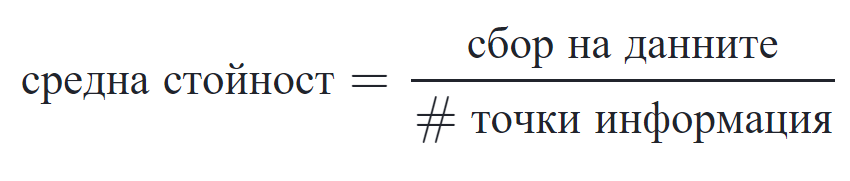 сбор на данните
средна стойност =
# точки информация